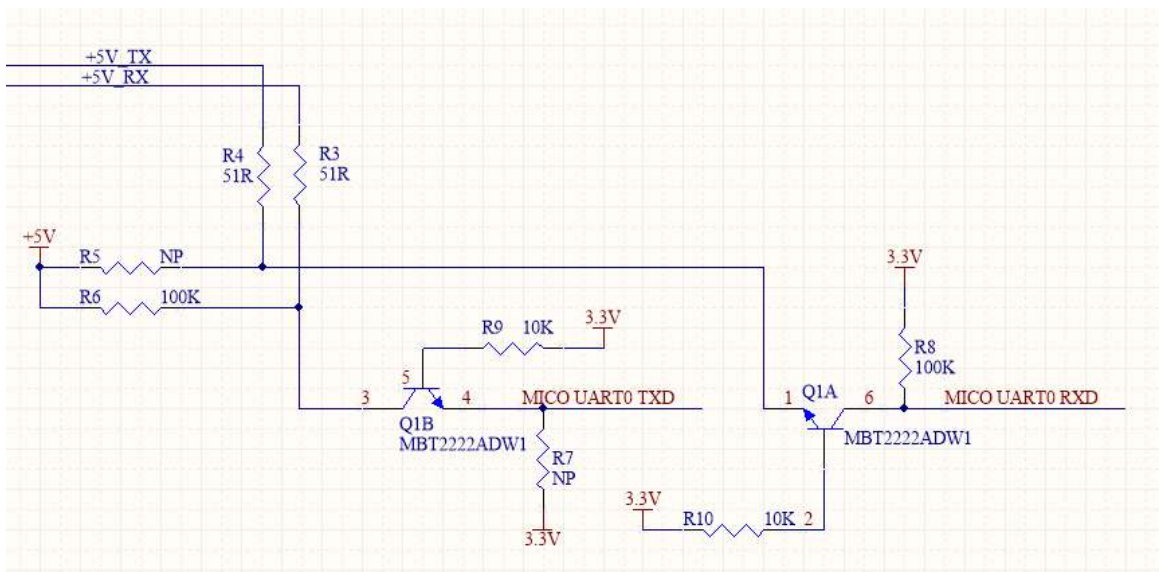 +5V_TX
+5V_RX
R4
51R
R3
51R
+5V
R5 NP
R6 100K
3.3V
R9 10K
3.3V
R8
100K
5
3 4 MICO UART0 TXD
Q1B
MBT2222ADW1
R7
NP
3.3V
1 Q1A 6 MICO UART0 RXD
MBT2222ADW1
3.3V
R10 10K 2